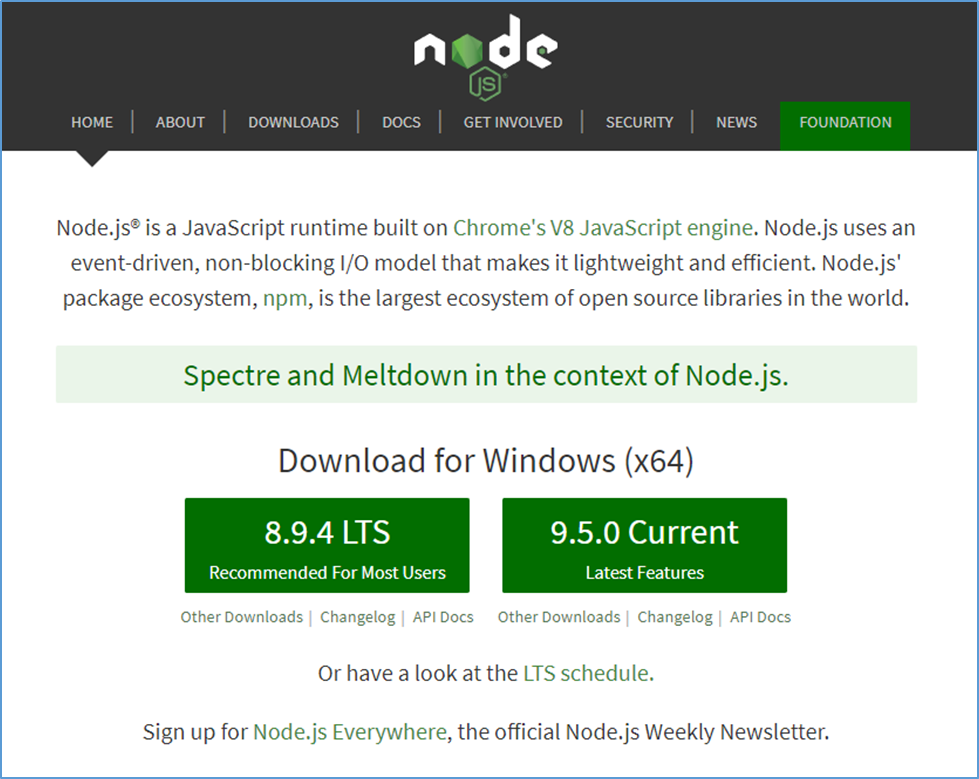 node
JS®
HOME | ABOUT | DOWNLOADS | DOCS | GET INVOLVED | SECURITY | NEWS FOUNDATION
Node.js® is a JavaScript runtime built on Chrome's V8 JavaScript engine. Node.js uses an
event-driven, non-blocking I/O model that makes it lightweight and efficient. Node.js'
package ecosystem, npm, is the largest ecosystem of open source libraries in the world.
Spectre and Meltdown in the context of Node.js.
Download for Windows (x64)
8.9.4 LTS
Recommended For Most Users
9.5.0 Current
Latest Features
Other Downloads | Changelog | API Docs
Other Downloads | Changelog | API Docs
Or have a look at the LTS schedule.
Sign up for Node.js Everywhere, the official Node.js Weekly Newsletter.